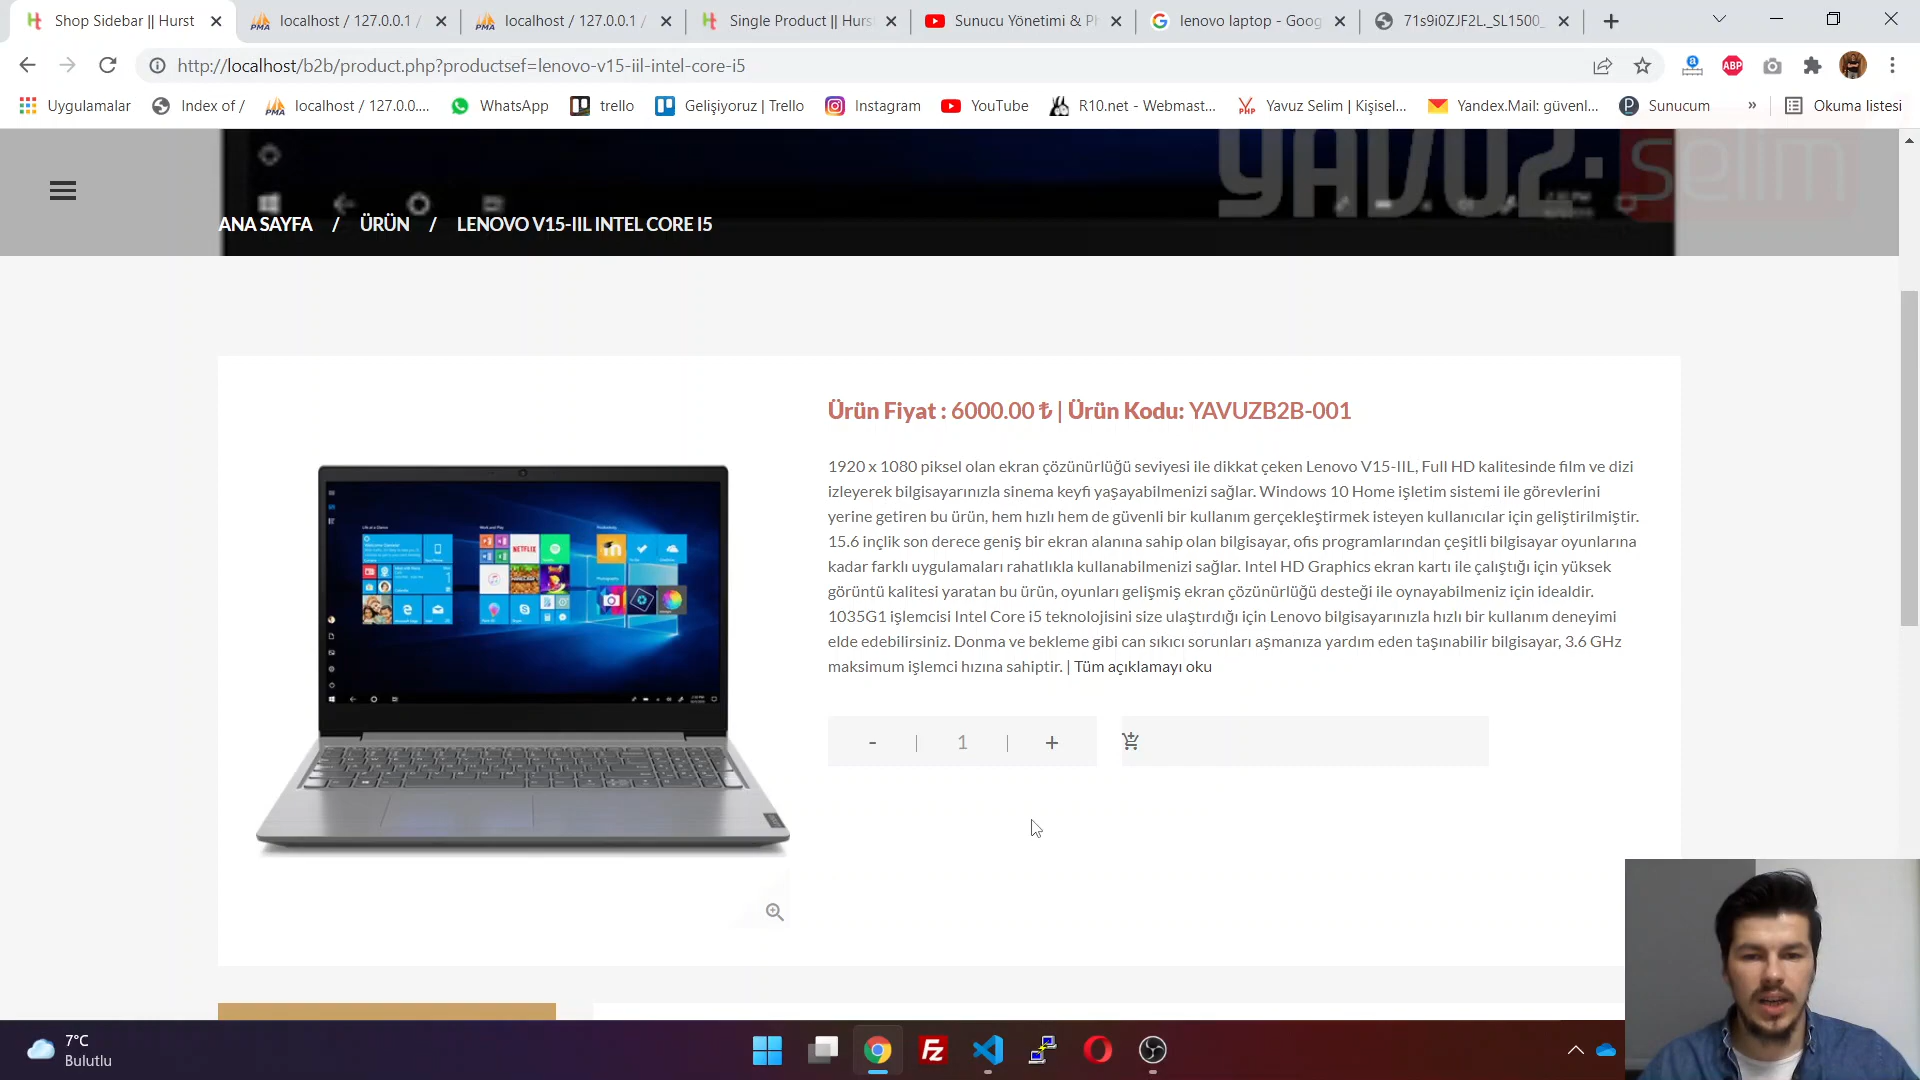 Shop Sidebar || Hurst
localhost / 127.0.0.1 /
localhost / 127.0.0.1 /
Single Product || Hurs
Sunucu Yönetimi & P
lenovo laptop - Goog
71s9i0ZJF2L._SL1500_
http://localhost/b2b/product.php?productsef=lenovo-v15-iil-intel-core-i5
ABP
Uygulamalar
Index of /
localhost / 127.0.0....
WhatsApp
trello
Gelişiyoruz | Trello
Instagram
YouTube
R10.net - Webmast...
Yavuz Selim | Kişisel...
Yandex.Mail: güvenl...
Sunucum
»
Okuma listesi
YAVUZ.selim
ANA SAYFA / ÜRÜN / LENOVO V15-IIL INTEL CORE I5
Ürün Fiyat : 6000.00 ₺ | Ürün Kodu: YAVUZB2B-001
1920 x 1080 piksel olan ekran çözünürlüğü seviyesi ile dikkat çeken Lenovo V15-IIL, Full HD kalitesinde film ve dizi
izleyerek bilgisayarınızla sinema keyfi yaşayabilmenizi sağlar. Windows 10 Home işletim sistemi ile görevlerini
yerine getiren bu ürün, hem hızlı hem de güvenli bir kullanım gerçekleştirmek isteyen kullanıcılar için geliştirilmiştir.
15.6 inçlik son derece geniş bir ekran alanına sahip olan bilgisayar, ofis programlarından çeşitli bilgisayar oyunlarına
kadar farklı uygulamaları rahatlıkla kullanabilmenizi sağlar. Intel HD Graphics ekran kartı ile çalıştığı için yüksek
görüntü kalitesi yaratan bu ürün, oyunları gelişmiş ekran çözünürlüğü desteği ile oynayabilmeniz için idealdir.
1035G1 işlemcisi Intel Core i5 teknolojisini size ulaştırdığı için Lenovo bilgisayarınızla hızlı bir kullanım deneyimi
elde edebilirsiniz. Donma ve bekleme gibi can sıkıcı sorunları aşmanıza yardım eden taşınabilir bilgisayar, 3.6 GHz
maksimum işlemci hızına sahiptir. | Tüm açıklamayı oku
- | 1 | +
NETFLIX
7°C
Bulutlu